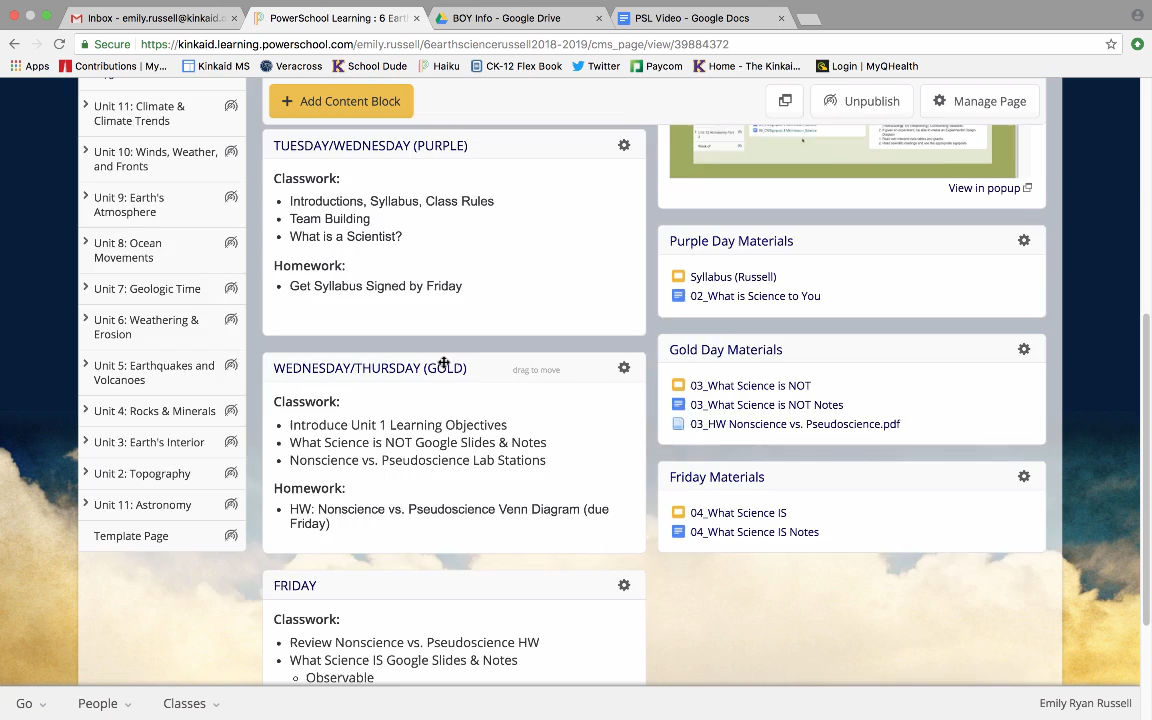 Inbox - emily.russell@kinkaid.
PowerSchool Learning : 6 Eart
BOY Info - Google Drive
PSL Video - Google Docs
Secure
https://kinkaid.learning.powerschool.com/emily.russell/6earthsciencerussell2018-2019/cms_page/view/39884372
Apps
Contributions | My...
Kinkaid MS
Veracross
School Dude
Haiku
CK-12 Flex Book
Twitter
Paycom
Home - The Kinkai...
Login | MyQHealth
Unit 11: Climate &
Climate Trends
Unit 10: Winds, Weather,
and Fronts
Unit 9: Earth's
Atmosphere
Unit 8: Ocean
Movements
Unit 7: Geologic Time
Unit 6: Weathering &
Erosion
Unit 5: Earthquakes and
Volcanoes
Unit 4: Rocks & Minerals
Unit 3: Earth's Interior
Unit 2: Topography
Unit 11: Astronomy
Template Page
+ Add Content Block
Unpublish
Manage Page
TUESDAY/WEDNESDAY (PURPLE)
Classwork:
• Introductions, Syllabus, Class Rules
• Team Building
• What is a Scientist?
Homework:
• Get Syllabus Signed by Friday
WEDNESDAY/THURSDAY (GOLD)
drag to move
Classwork:
• Introduce Unit 1 Learning Objectives
• What Science is NOT Google Slides & Notes
• Nonscience vs. Pseudoscience Lab Stations
Homework:
• HW: Nonscience vs. Pseudoscience Venn Diagram (due
Friday)
FRIDAY
Classwork:
• Review Nonscience vs. Pseudoscience HW
• What Science IS Google Slides & Notes
○ Observable
View in popup
Purple Day Materials
Syllabus (Russell)
02_What is Science to You
Gold Day Materials
03_What Science is NOT
03_What Science is NOT Notes
03_HW Nonscience vs. Pseudoscience.pdf
Friday Materials
04_What Science IS
04_What Science IS Notes
Go
People
Classes
Emily Ryan Russell